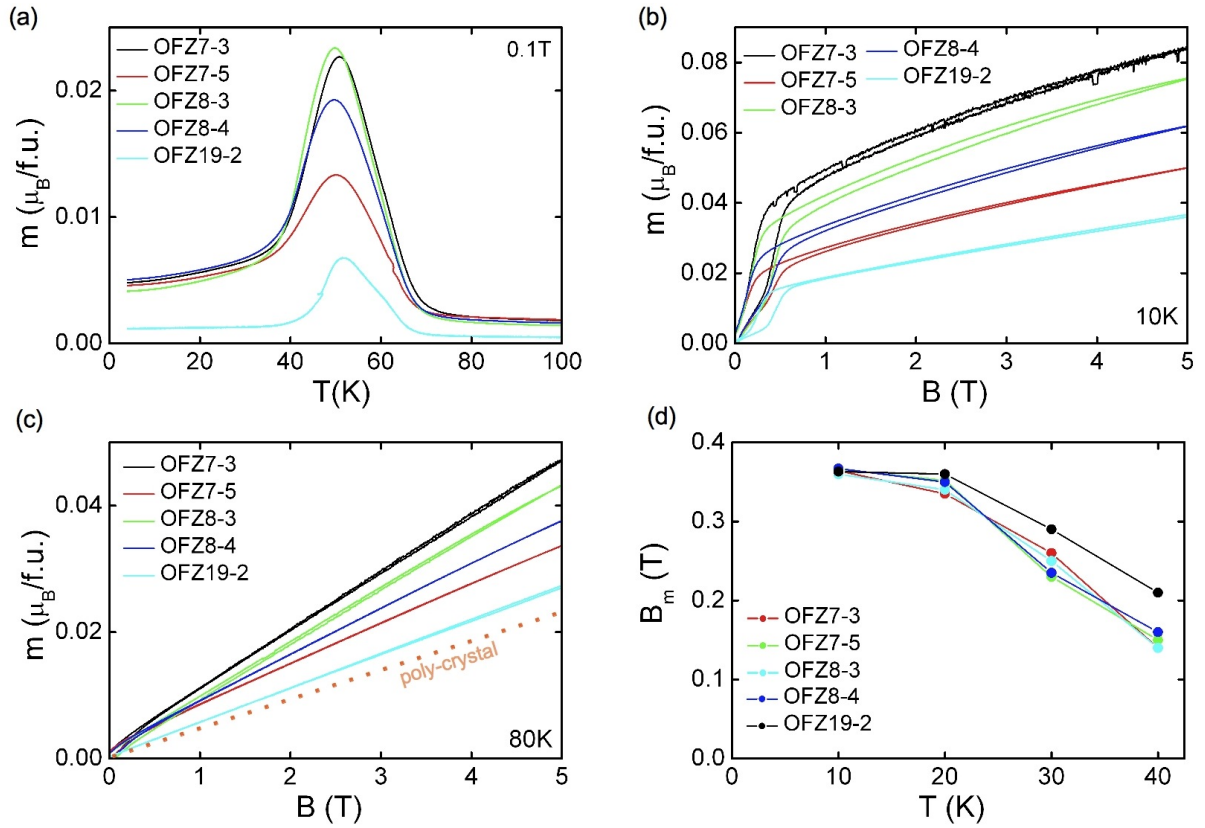 (a)
m (μB/f.u.)
0.02
0.01
0.00
OFZ7-3
OFZ7-5
OFZ8-3
OFZ8-4
OFZ19-2
0.1T
0 20 40 60 80 100
T(K)
(b)
m (μB/f.u.)
0.08
0.06
0.04
0.02
0.00
OFZ7-3 OFZ8-4
OFZ7-5 OFZ19-2
OFZ8-3
10K
0 1 2 3 4 5
B (T)
(c)
m (μB/f.u.)
0.04
0.02
0.00
OFZ7-3
OFZ7-5
OFZ8-3
OFZ8-4
OFZ19-2
poly-crystal
80K
0 1 2 3 4 5
B (T)
(d)
Bm (T)
0.4
0.3
0.2
0.1
0.0
OFZ7-3
OFZ7-5
OFZ8-3
OFZ8-4
OFZ19-2
0 10 20 30 40
T (K)